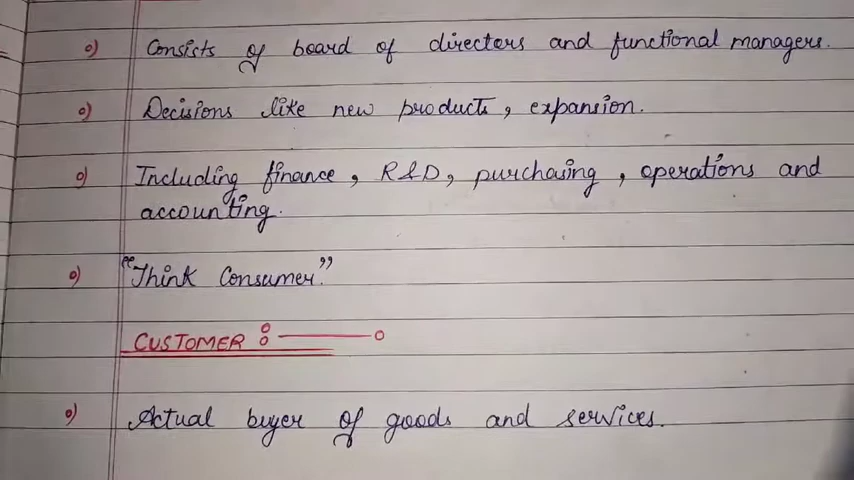 o) Consists of board of directors and functional managers.
o) Decisions like new products, expansion.
o) Including finance, R&D, purchasing, operations and
accounting.
o) "Think Consumer."
CUSTOMER :
o) Actual buyer of goods and services.